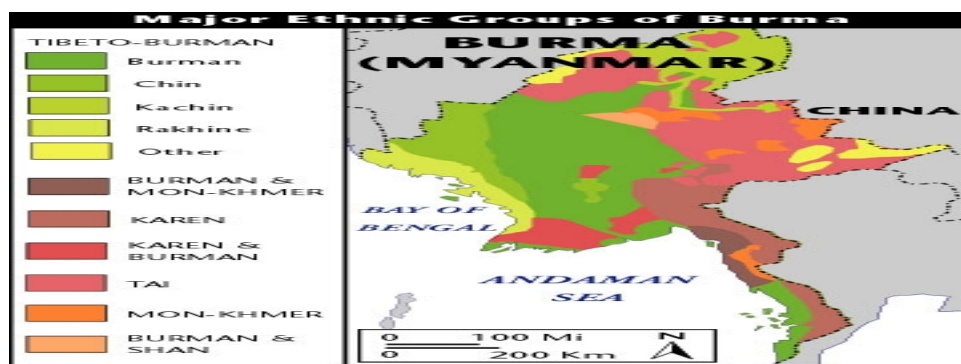 Major Ethnic Groups of Burma
TIBETO-BURMAN
Burman
Chin
Kachin
Rakhine
Other
BURMAN &
MON-KHMER
KAREN
KAREN &
BURMAN
TAI
MON-KHMER
BURMAN &
SHAN
BURMA
(MYANMAR)
CHINA
BAY OF
BENGAL
ANDAMAN
SEA
0 100 Mi
0 200 Km
N